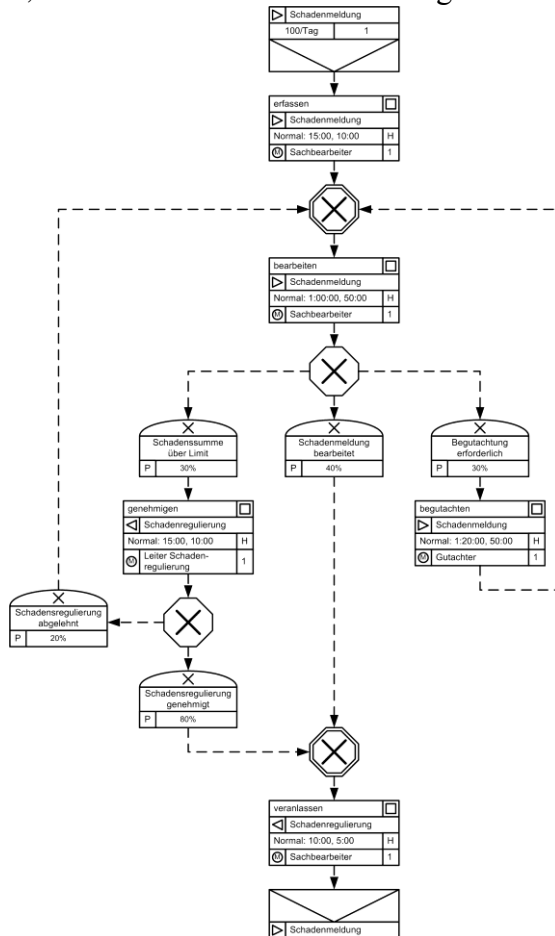 Schadenmeldung
100/Tag 1
erfassen
Schadenmeldung
Normal: 15:00, 10:00 H
M Sachbearbeiter 1
bearbeiten
Schadenmeldung
Normal: 1:00:00, 50:00 H
M Sachbearbeiter 1
Schadenssumme
über Limit
P 30%
Schadenmeldung
bearbeitet
P 40%
Begutachtung
erforderlich
P 30%
genehmigen
Schadenregulierung
Normal: 15:00, 10:00 H
M Leiter Schaden-
regulierung 1
begutachten
Schadenmeldung
Normal: 1:20:00, 50:00 H
M Gutachter 1
Schadensregulierung
abgelehnt
P 20%
Schadensregulierung
genehmigt
P 80%
veranlassen
Schadenregulierung
Normal: 10:00, 5:00 H
M Sachbearbeiter 1
Schadenmeldung